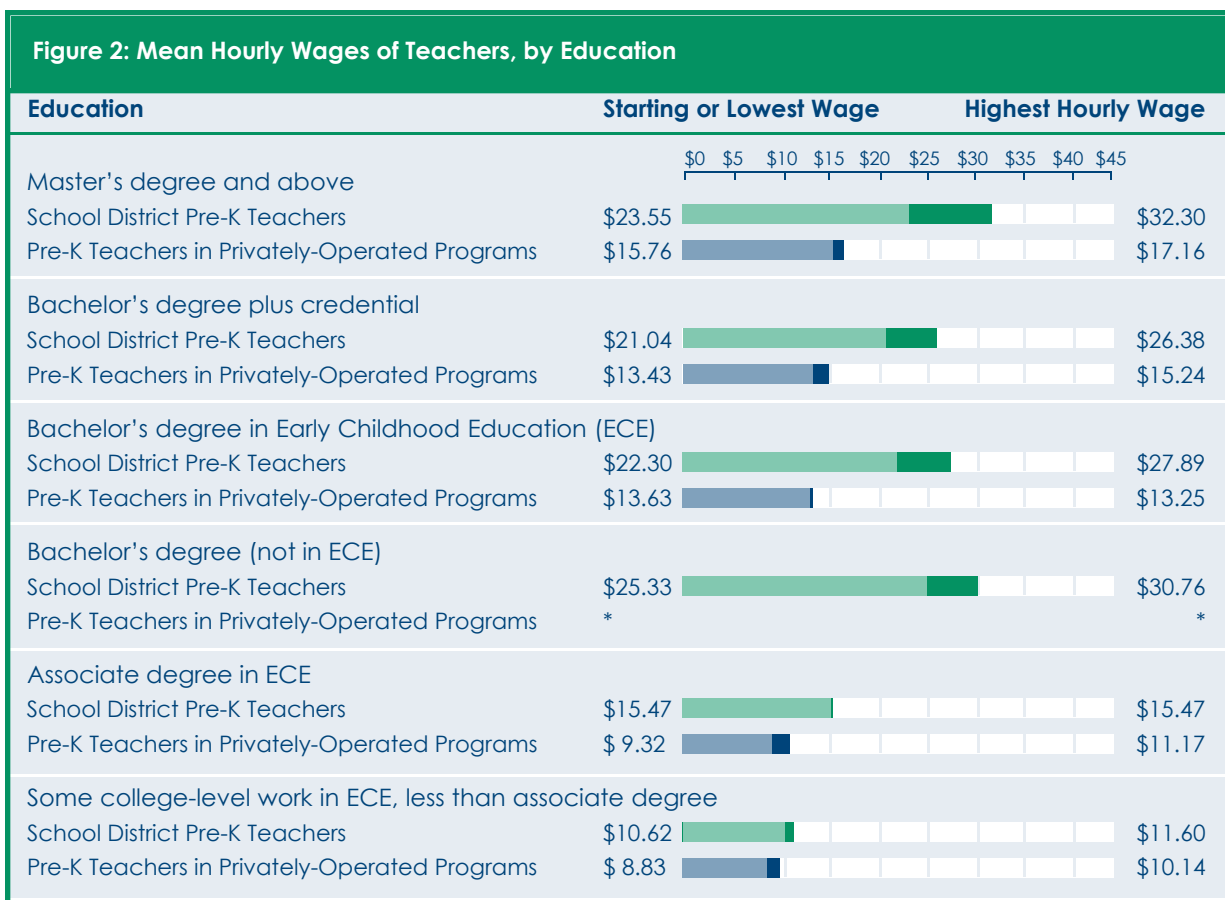 Figure 2: Mean Hourly Wages of Teachers, by Education
Education Starting or Lowest Wage Highest Hourly Wage
$0 $5 $10 $15 $20 $25 $30 $35 $40 $45
Master’s degree and above
School District Pre-K Teachers $23.55 $32.30
Pre-K Teachers in Privately-Operated Programs $15.76 $17.16
Bachelor’s degree plus credential
School District Pre-K Teachers $21.04 $26.38
Pre-K Teachers in Privately-Operated Programs $13.43 $15.24
Bachelor’s degree in Early Childhood Education (ECE)
School District Pre-K Teachers $22.30 $27.89
Pre-K Teachers in Privately-Operated Programs $13.63 $13.25
Bachelor’s degree (not in ECE)
School District Pre-K Teachers $25.33 $30.76
Pre-K Teachers in Privately-Operated Programs * *
Associate degree in ECE
School District Pre-K Teachers $15.47 $15.47
Pre-K Teachers in Privately-Operated Programs $ 9.32 $11.17
Some college-level work in ECE, less than associate degree
School District Pre-K Teachers $10.62 $11.60
Pre-K Teachers in Privately-Operated Programs $ 8.83 $10.14